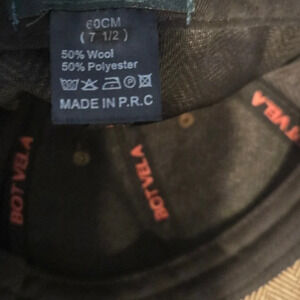 60CM
( 7 1/2 )
50% Wool
50% Polyester
MADE IN P.R.C
BOTVELA
BOTVELA
BOTVELA